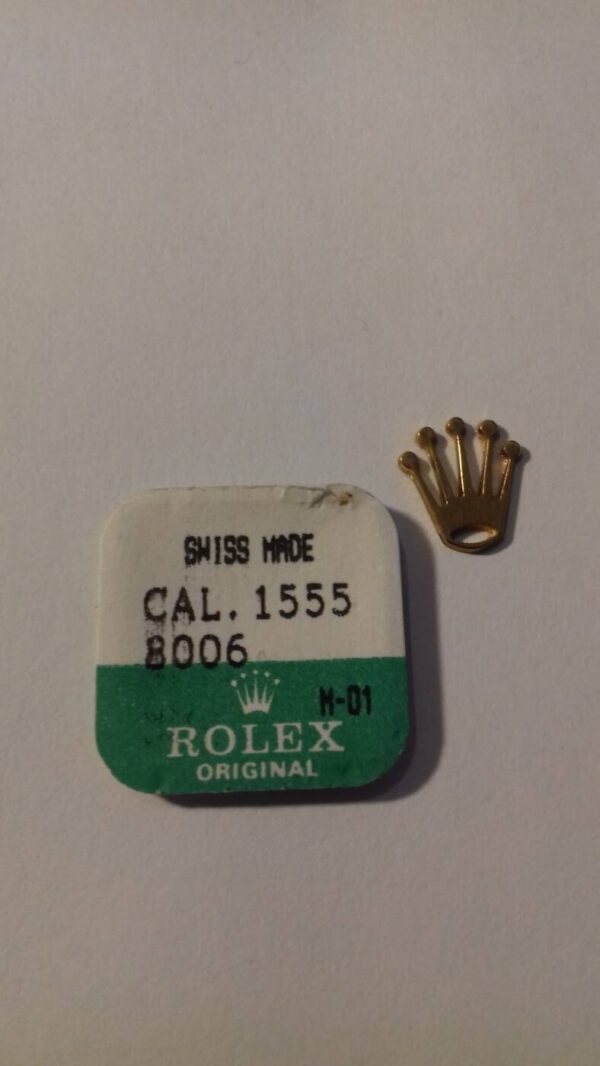 SWISS MADE
CAL. 1555
8006
M-01
ROLEX
ORIGINAL